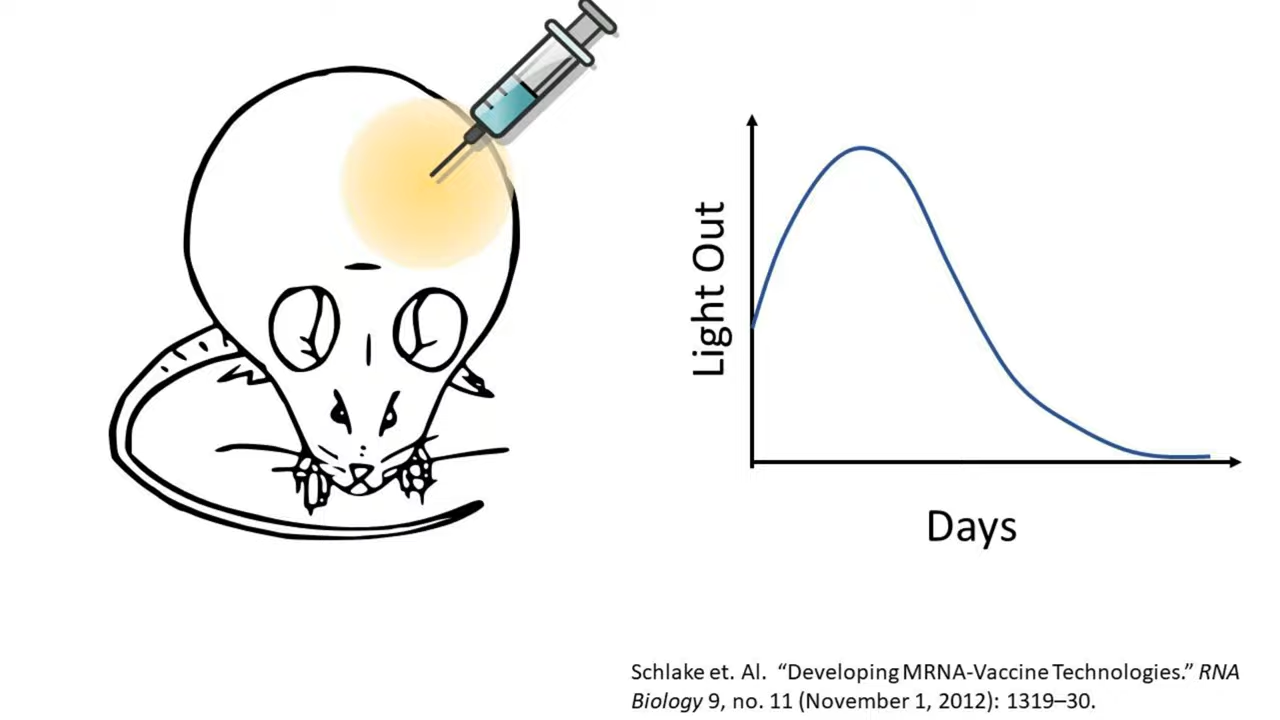 Light Out
Days
Schlake et. Al.  “Developing MRNA-Vaccine Technologies.” RNA
Biology 9, no. 11 (November 1, 2012): 1319–30.